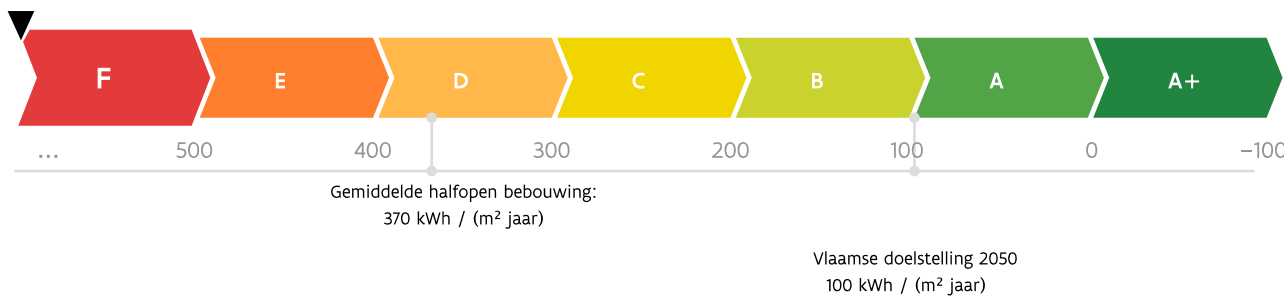 F E D C B A A+
... 500 400 300 200 100 0 −100
Gemiddelde halfopen bebouwing:
370 kWh / (m² jaar)
Vlaamse doelstelling 2050
100 kWh / (m² jaar)